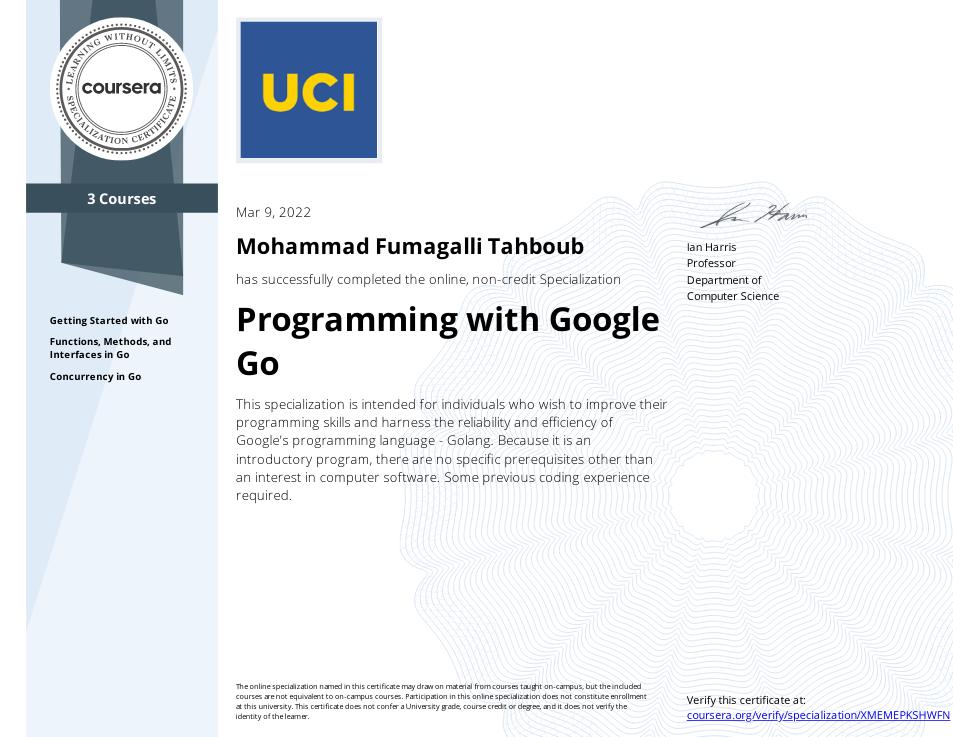 LEARNING WITHOUT LIMITS
coursera
SPECIALIZATION CERTIFICATE
3 Courses
Getting Started with Go
Functions, Methods, and
Interfaces in Go
Concurrency in Go
UCI
Mar 9, 2022
Mohammad Fumagalli Tahboub
has successfully completed the online, non-credit Specialization
Programming with Google
Go
This specialization is intended for individuals who wish to improve their
programming skills and harness the reliability and efficiency of
Google's programming language - Golang. Because it is an
introductory program, there are no specific prerequisites other than
an interest in computer software. Some previous coding experience
required.
Ian Harris
Ian Harris
Professor
Department of
Computer Science
The online specialization named in this certificate may draw on material from courses taught on-campus, but the included
courses are not equivalent to on-campus courses. Participation in this online specialization does not constitute enrollment
at this university. This certificate does not confer a University grade, course credit or degree, and it does not verify the
identity of the learner.
Verify this certificate at:
coursera.org/verify/specialization/XMEMEPKSHWFN